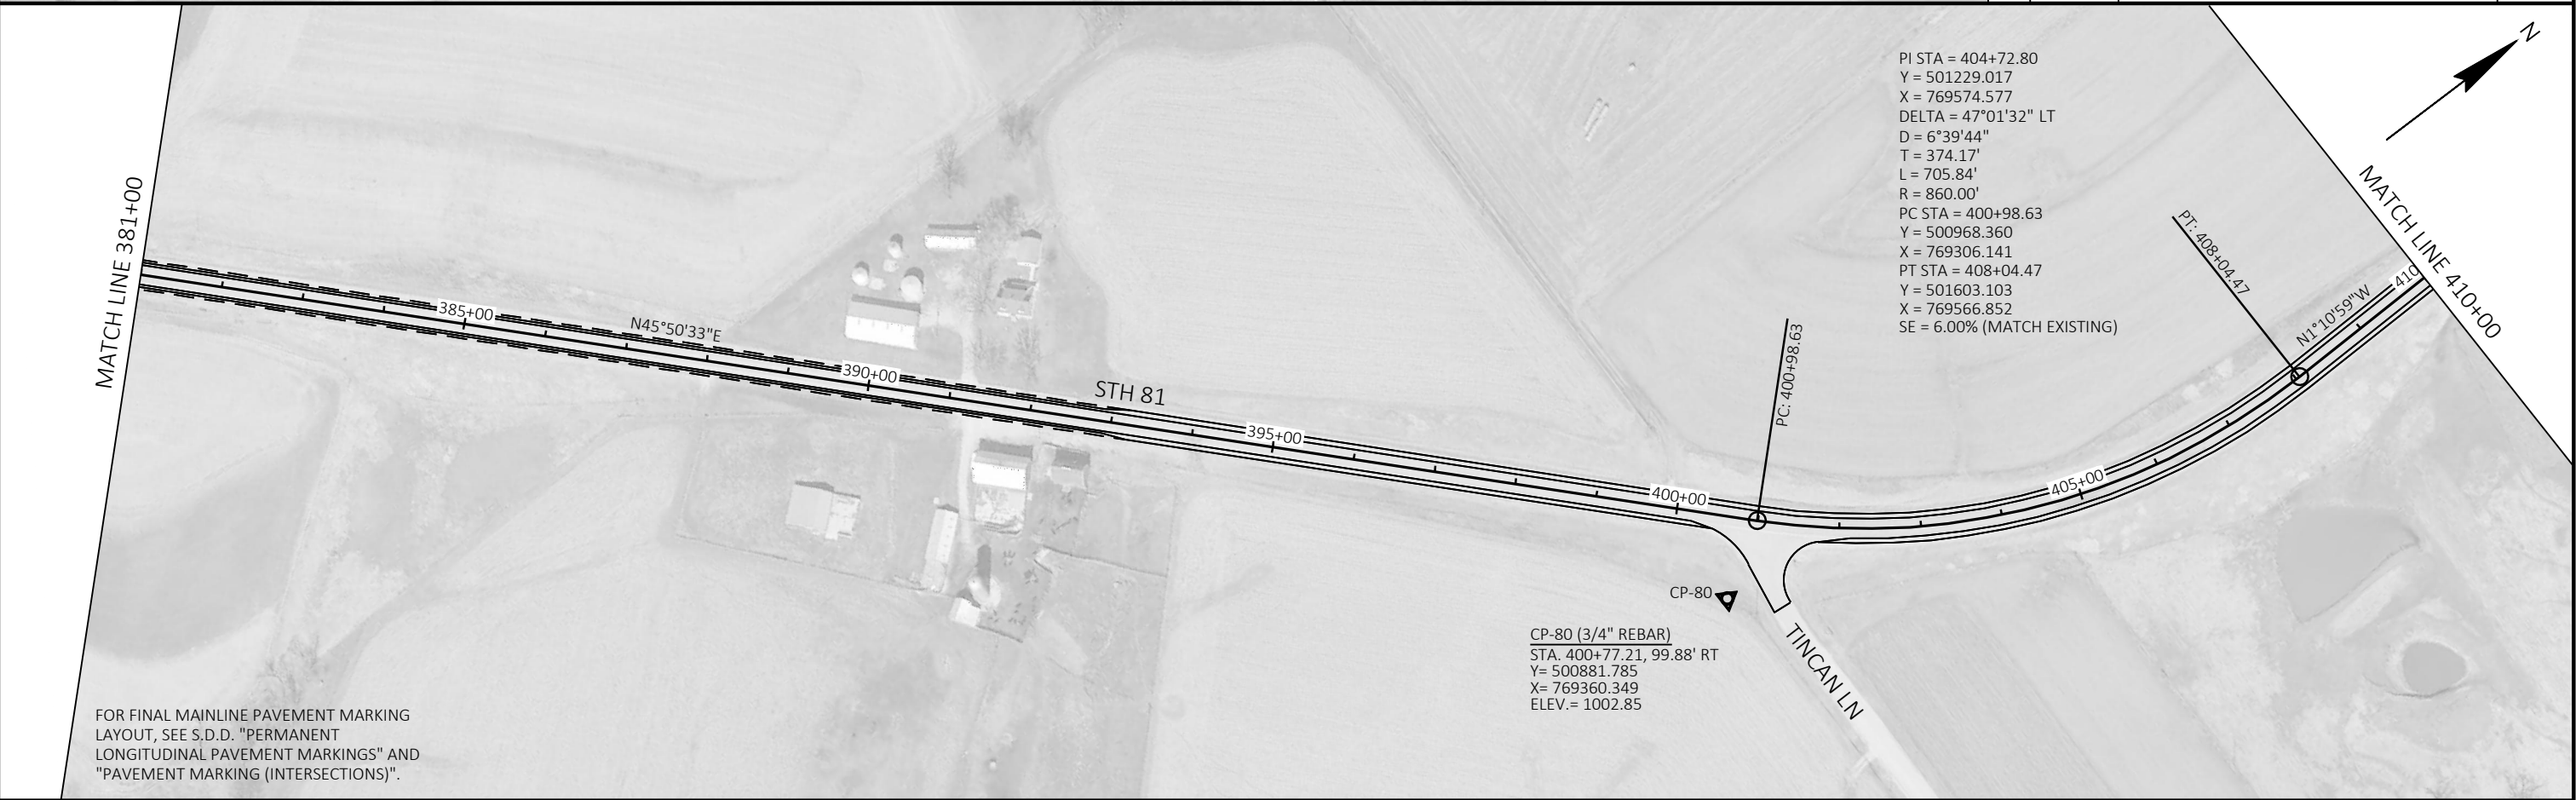 MATCH LINE 381+00
385+00
N45°50'33"E
390+00
STH 81
395+00
400+00
PC: 400+98.63
405+00
PT: 408+04.47
N1°10'59"W
410
MATCH LINE 410+00
N
PI STA = 404+72.80
Y = 501229.017
X = 769574.577
DELTA = 47°01'32" LT
D = 6°39'44"
T = 374.17'
L = 705.84'
R = 860.00'
PC STA = 400+98.63
Y = 500968.360
X = 769306.141
PT STA = 408+04.47
Y = 501603.103
X = 769566.852
SE = 6.00% (MATCH EXISTING)
CP-80
CP-80 (3/4" REBAR)
STA. 400+77.21, 99.88' RT
Y= 500881.785
X= 769360.349
ELEV.= 1002.85
TINCAN LN
FOR FINAL MAINLINE PAVEMENT MARKING
LAYOUT, SEE S.D.D. "PERMANENT
LONGITUDINAL PAVEMENT MARKINGS" AND
"PAVEMENT MARKING (INTERSECTIONS)".